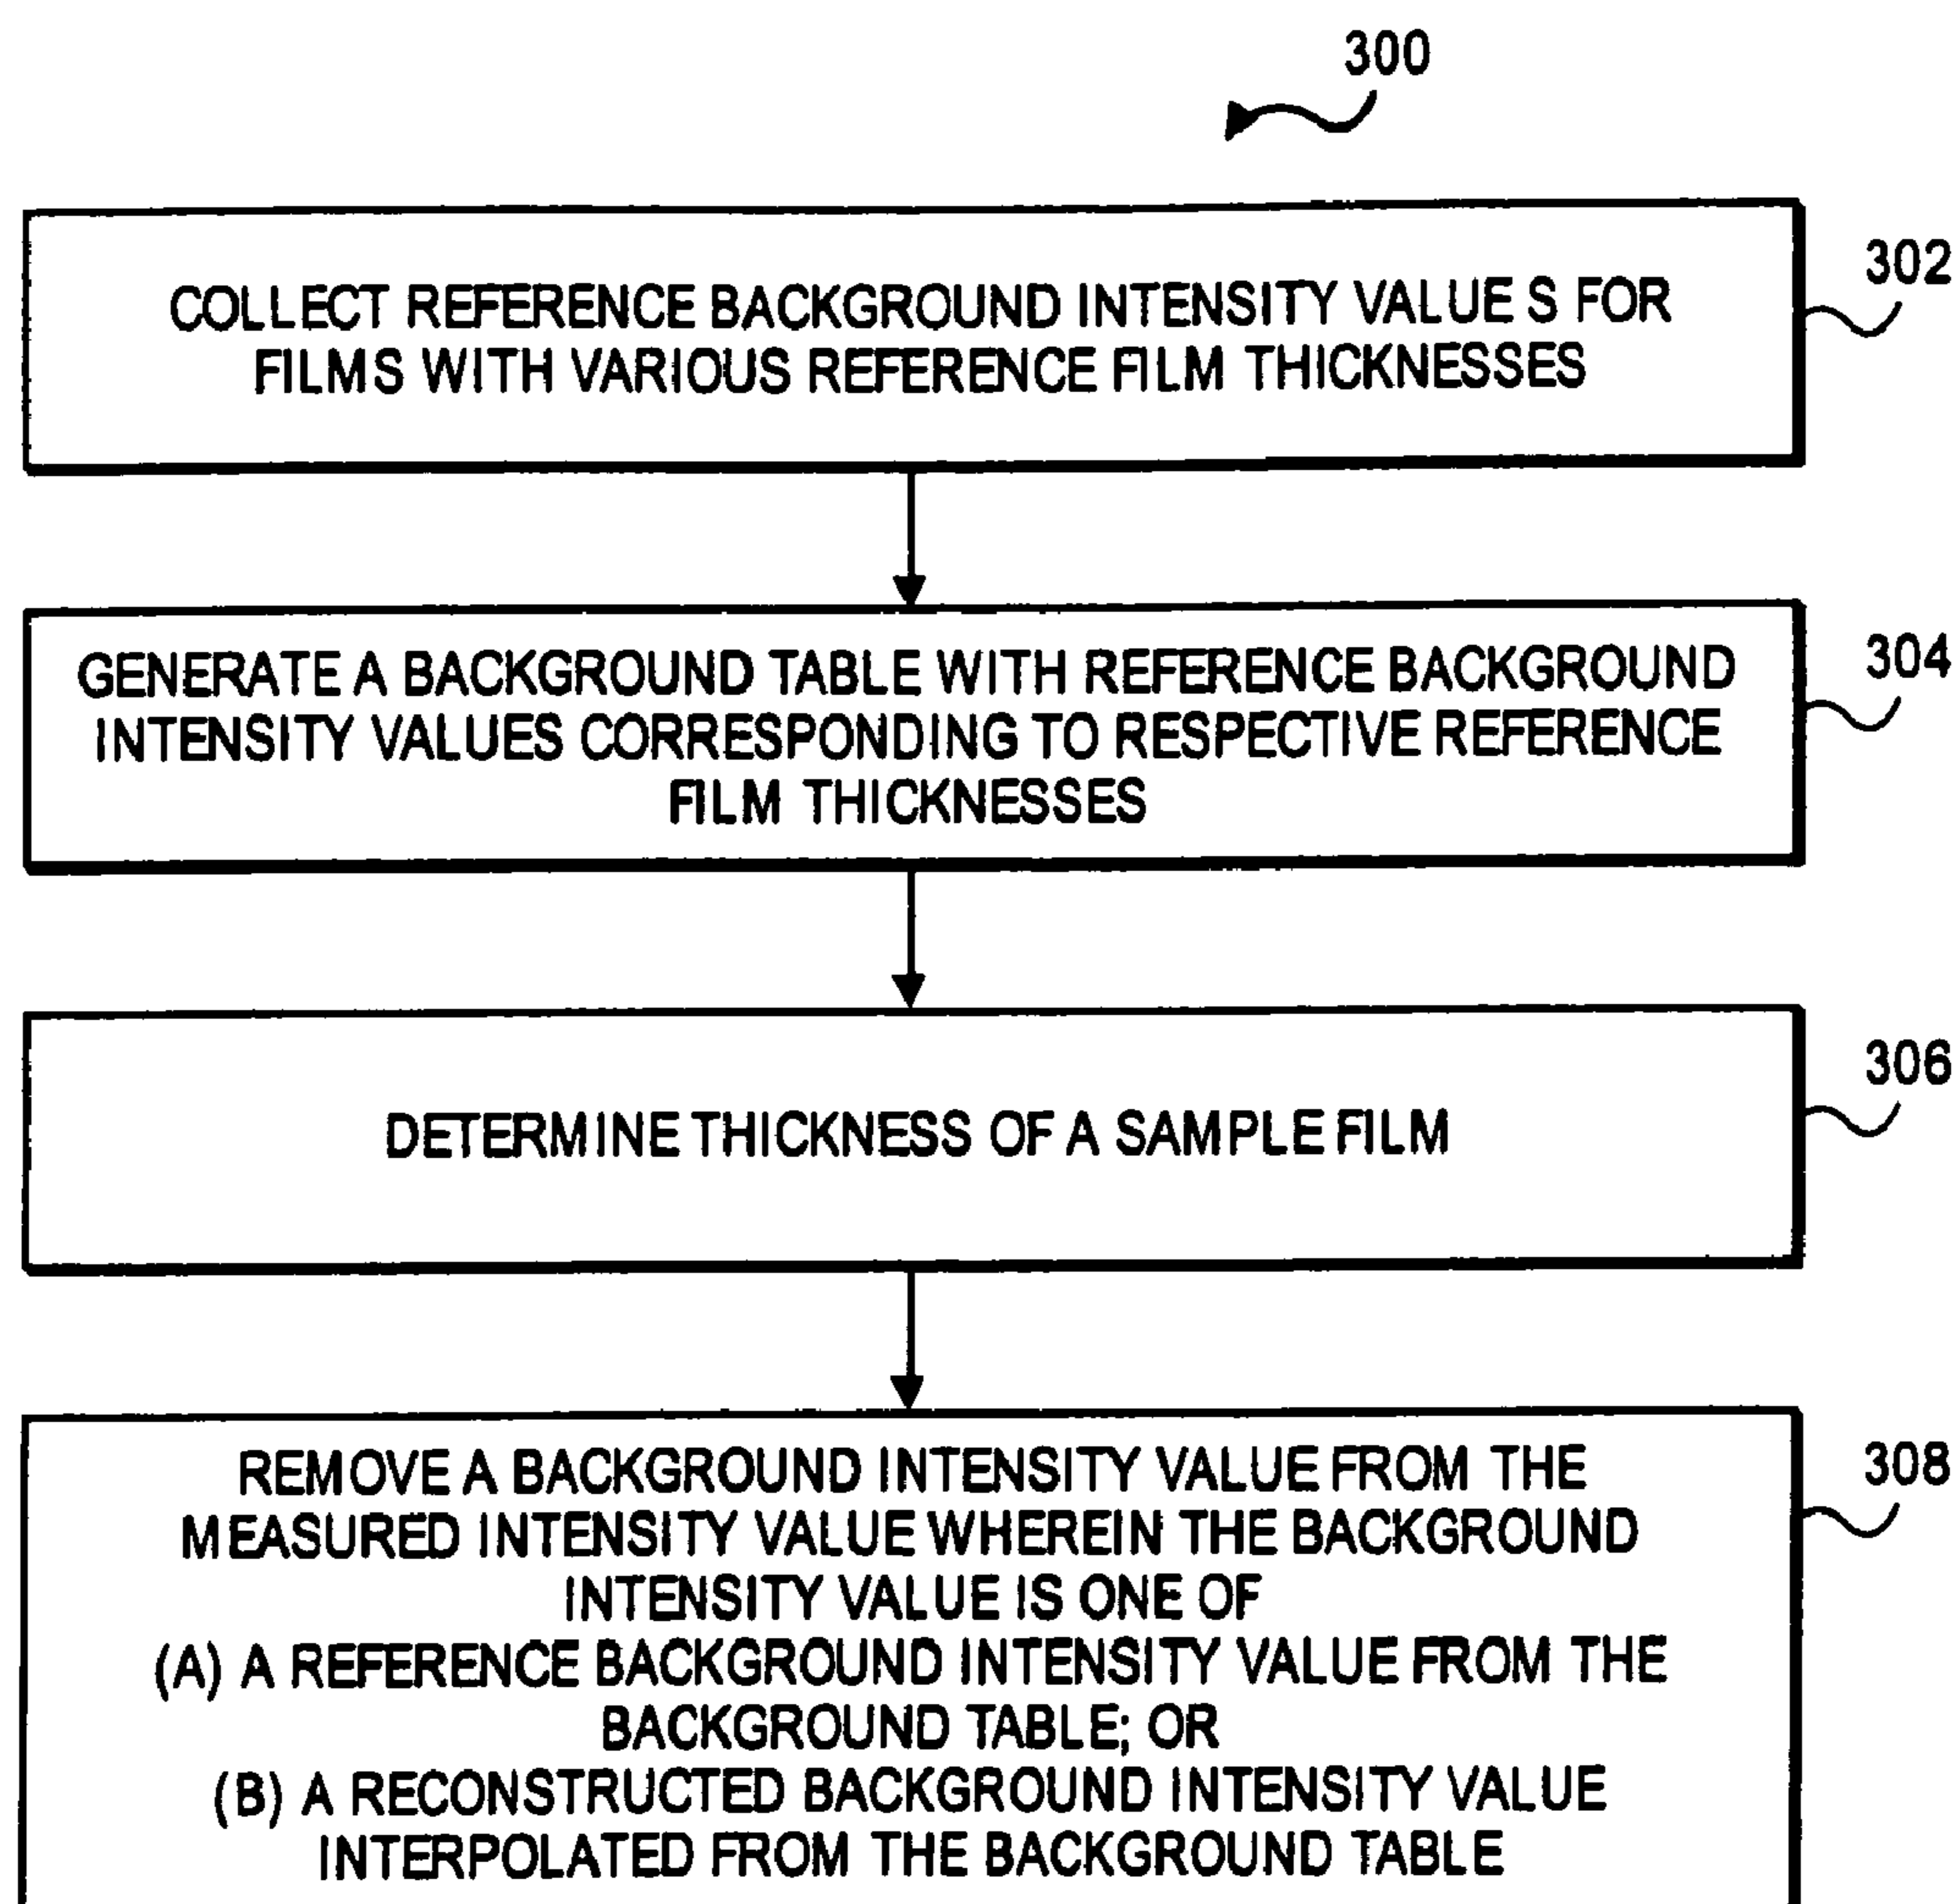 300
COLLECT REFERENCE BACKGROUND INTENSITY VALUE S FOR
FILMS WITH VARIOUS REFERENCE FILM THICKNESSES
302
GENERATE A BACKGROUND TABLE WITH REFERENCE BACKGROUND
INTENSITY VALUES CORRESPONDING TO RESPECTIVE REFERENCE
FILM THICKNESSES
304
DETERMINE THICKNESS OF A SAMPLE FILM
306
REMOVE A BACKGROUND INTENSITY VALUE FROM THE
MEASURED INTENSITY VALUE WHEREIN THE BACKGROUND
INTENSITY VALUE IS ONE OF
(A) A REFERENCE BACKGROUND INTENSITY VALUE FROM THE
BACKGROUND TABLE; OR
(B) A RECONSTRUCTED BACKGROUND INTENSITY VALUE
INTERPOLATED FROM THE BACKGROUND TABLE
308